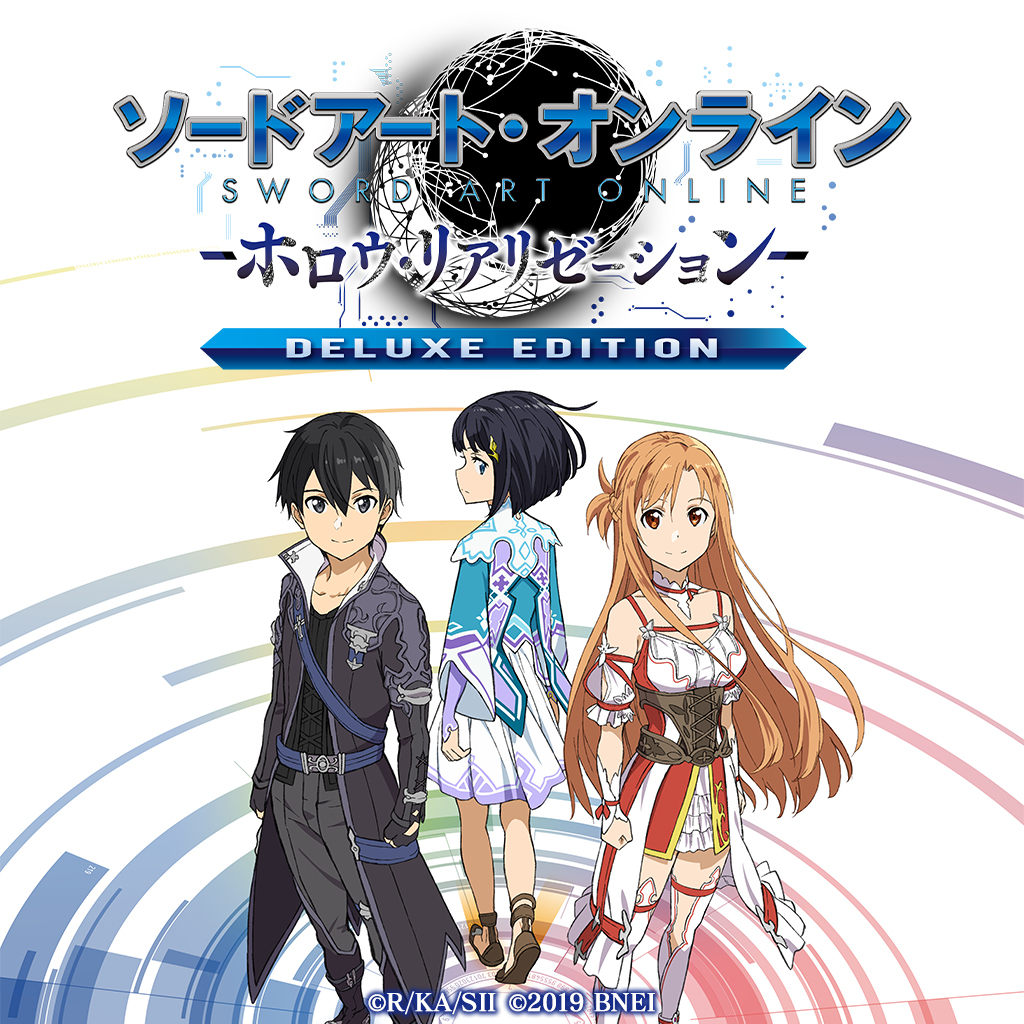 ソードアート・オンライン
SWORD ART ONLINE
-ホロウ・リアリゼーション-
DELUXE EDITION
219
©R/KA/SII ©2019 BNEI